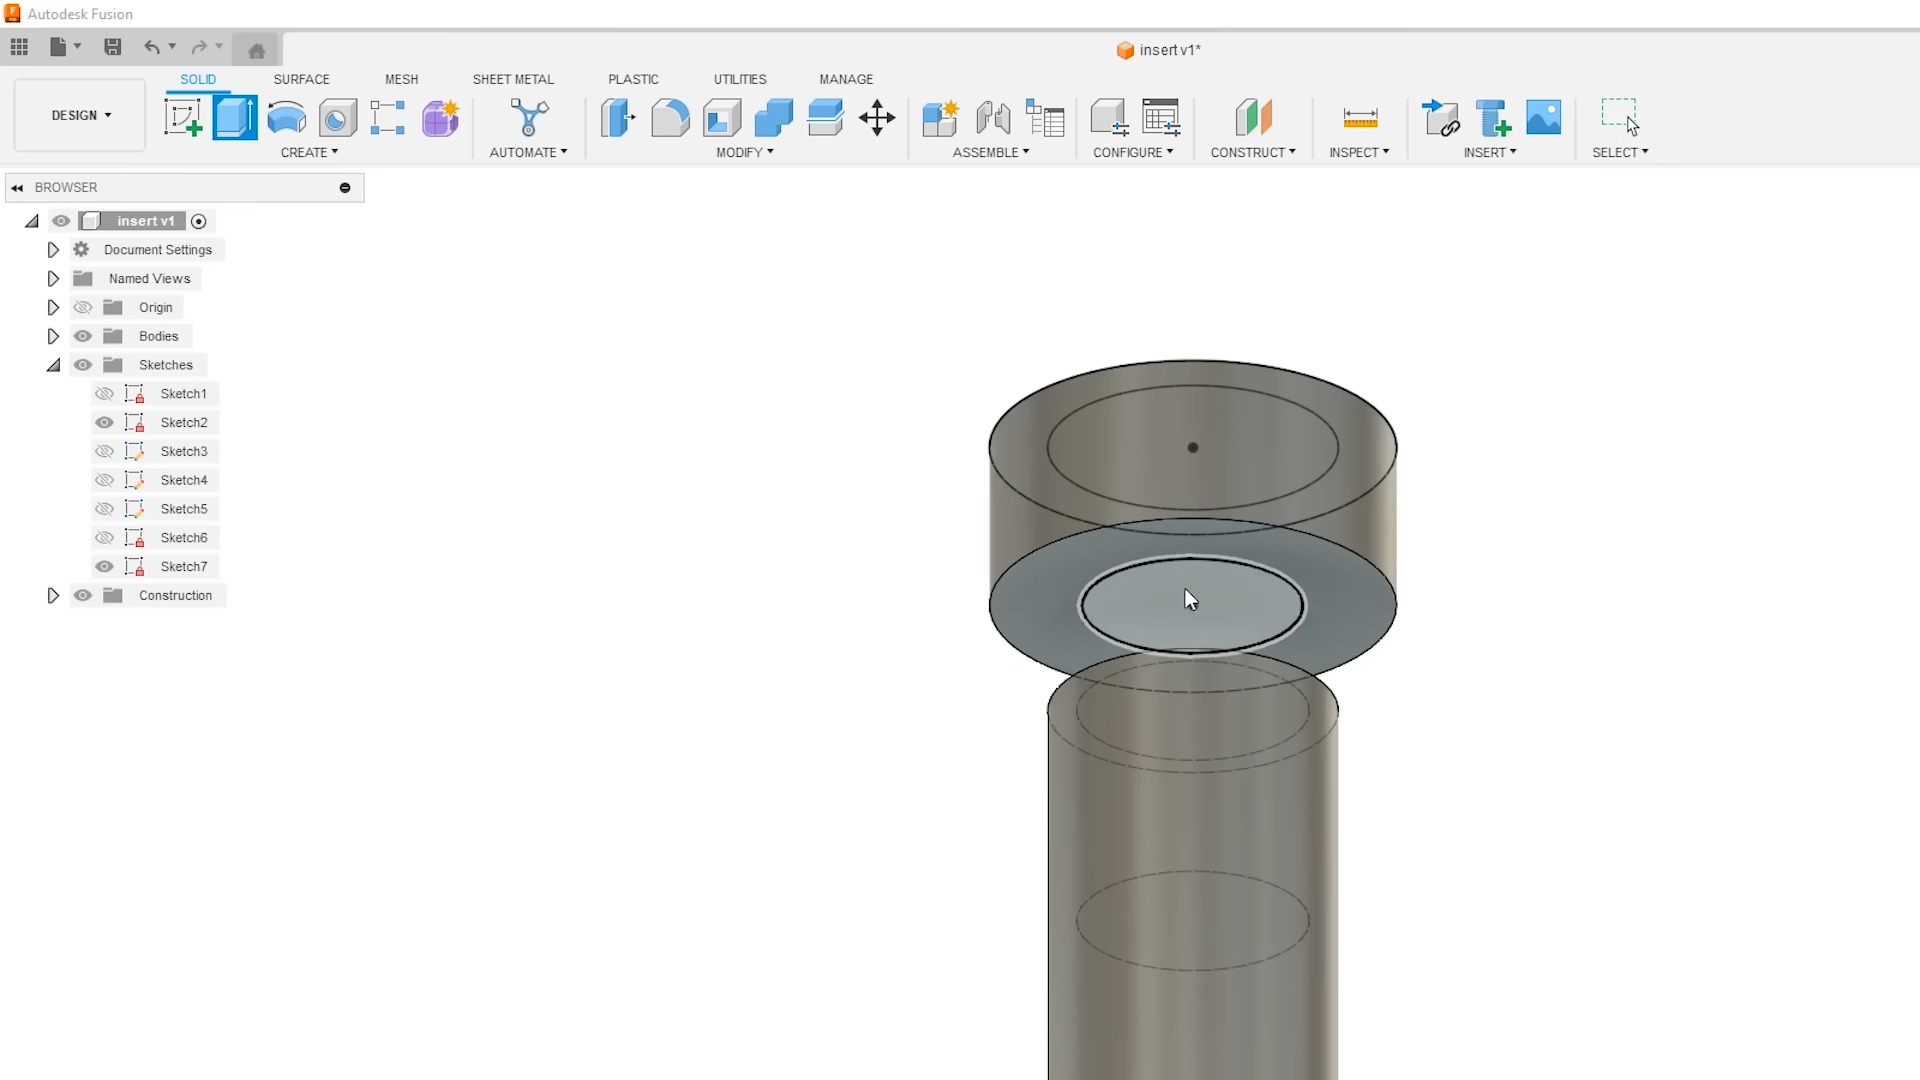 Autodesk Fusion
insert v1*
SOLID SURFACE MESH SHEET METAL PLASTIC UTILITIES MANAGE
DESIGN
CREATE AUTOMATE MODIFY ASSEMBLE CONFIGURE CONSTRUCT INSPECT INSERT SELECT
BROWSER
insert v1
Document Settings
Named Views
Origin
Bodies
Sketches
Sketch1
Sketch2
Sketch3
Sketch4
Sketch5
Sketch6
Sketch7
Construction